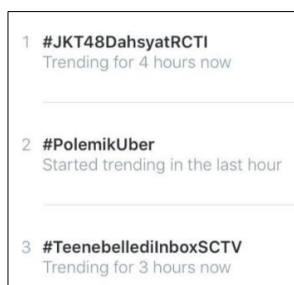 1 #JKT48DahsyatRCTI
Trending for 4 hours now
2 #PolemikUber
Started trending in the last hour
3 #TeenebellediInboxSCTV
Trending for 3 hours now